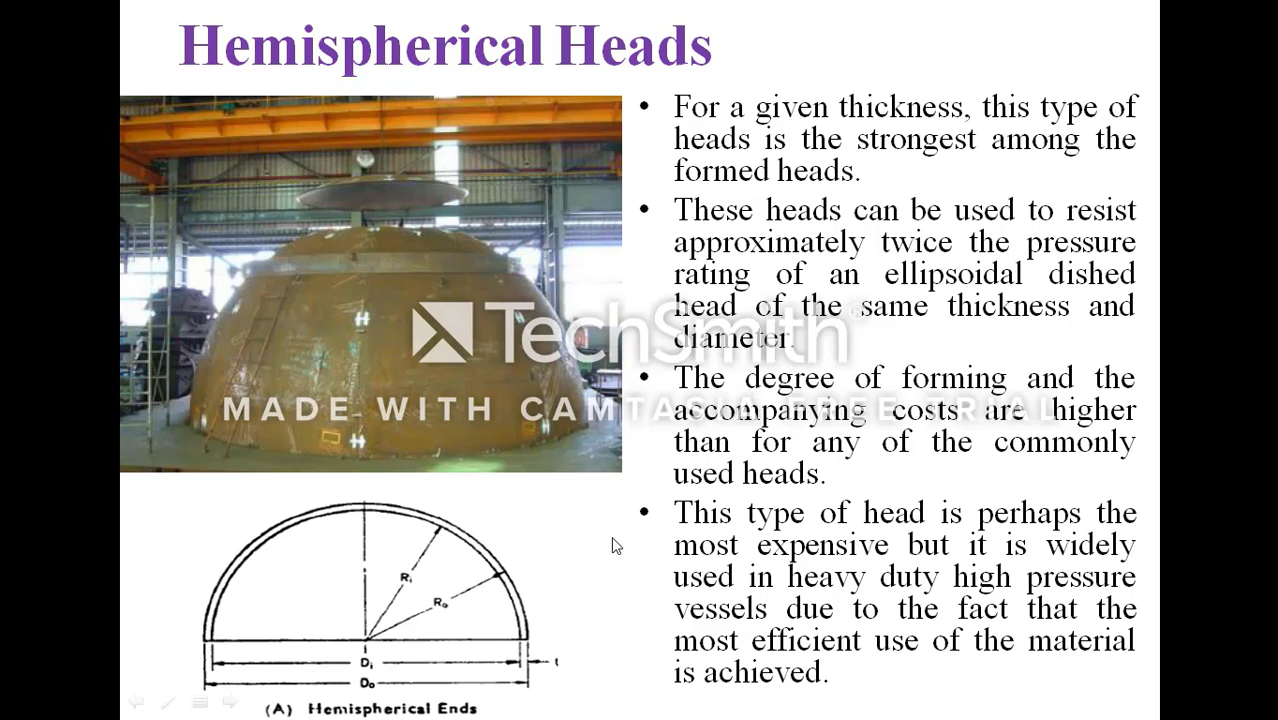 Hemispherical Heads
• For a given thickness, this type of
heads is the strongest among the
formed heads.
• These heads can be used to resist
approximately twice the pressure
rating of an ellipsoidal dished
head of the same thickness and
diameter.
• The degree of forming and the
accompanying costs are higher
than for any of the commonly
used heads.
• This type of head is perhaps the
most expensive but it is widely
used in heavy duty high pressure
vessels due to the fact that the
most efficient use of the material
is achieved.
TechSmith
MADE WITH CAMTASIA FREE TRIAL
H
H
H
Ri
Ro
Di
t
Do
(A) Hemispherical Ends